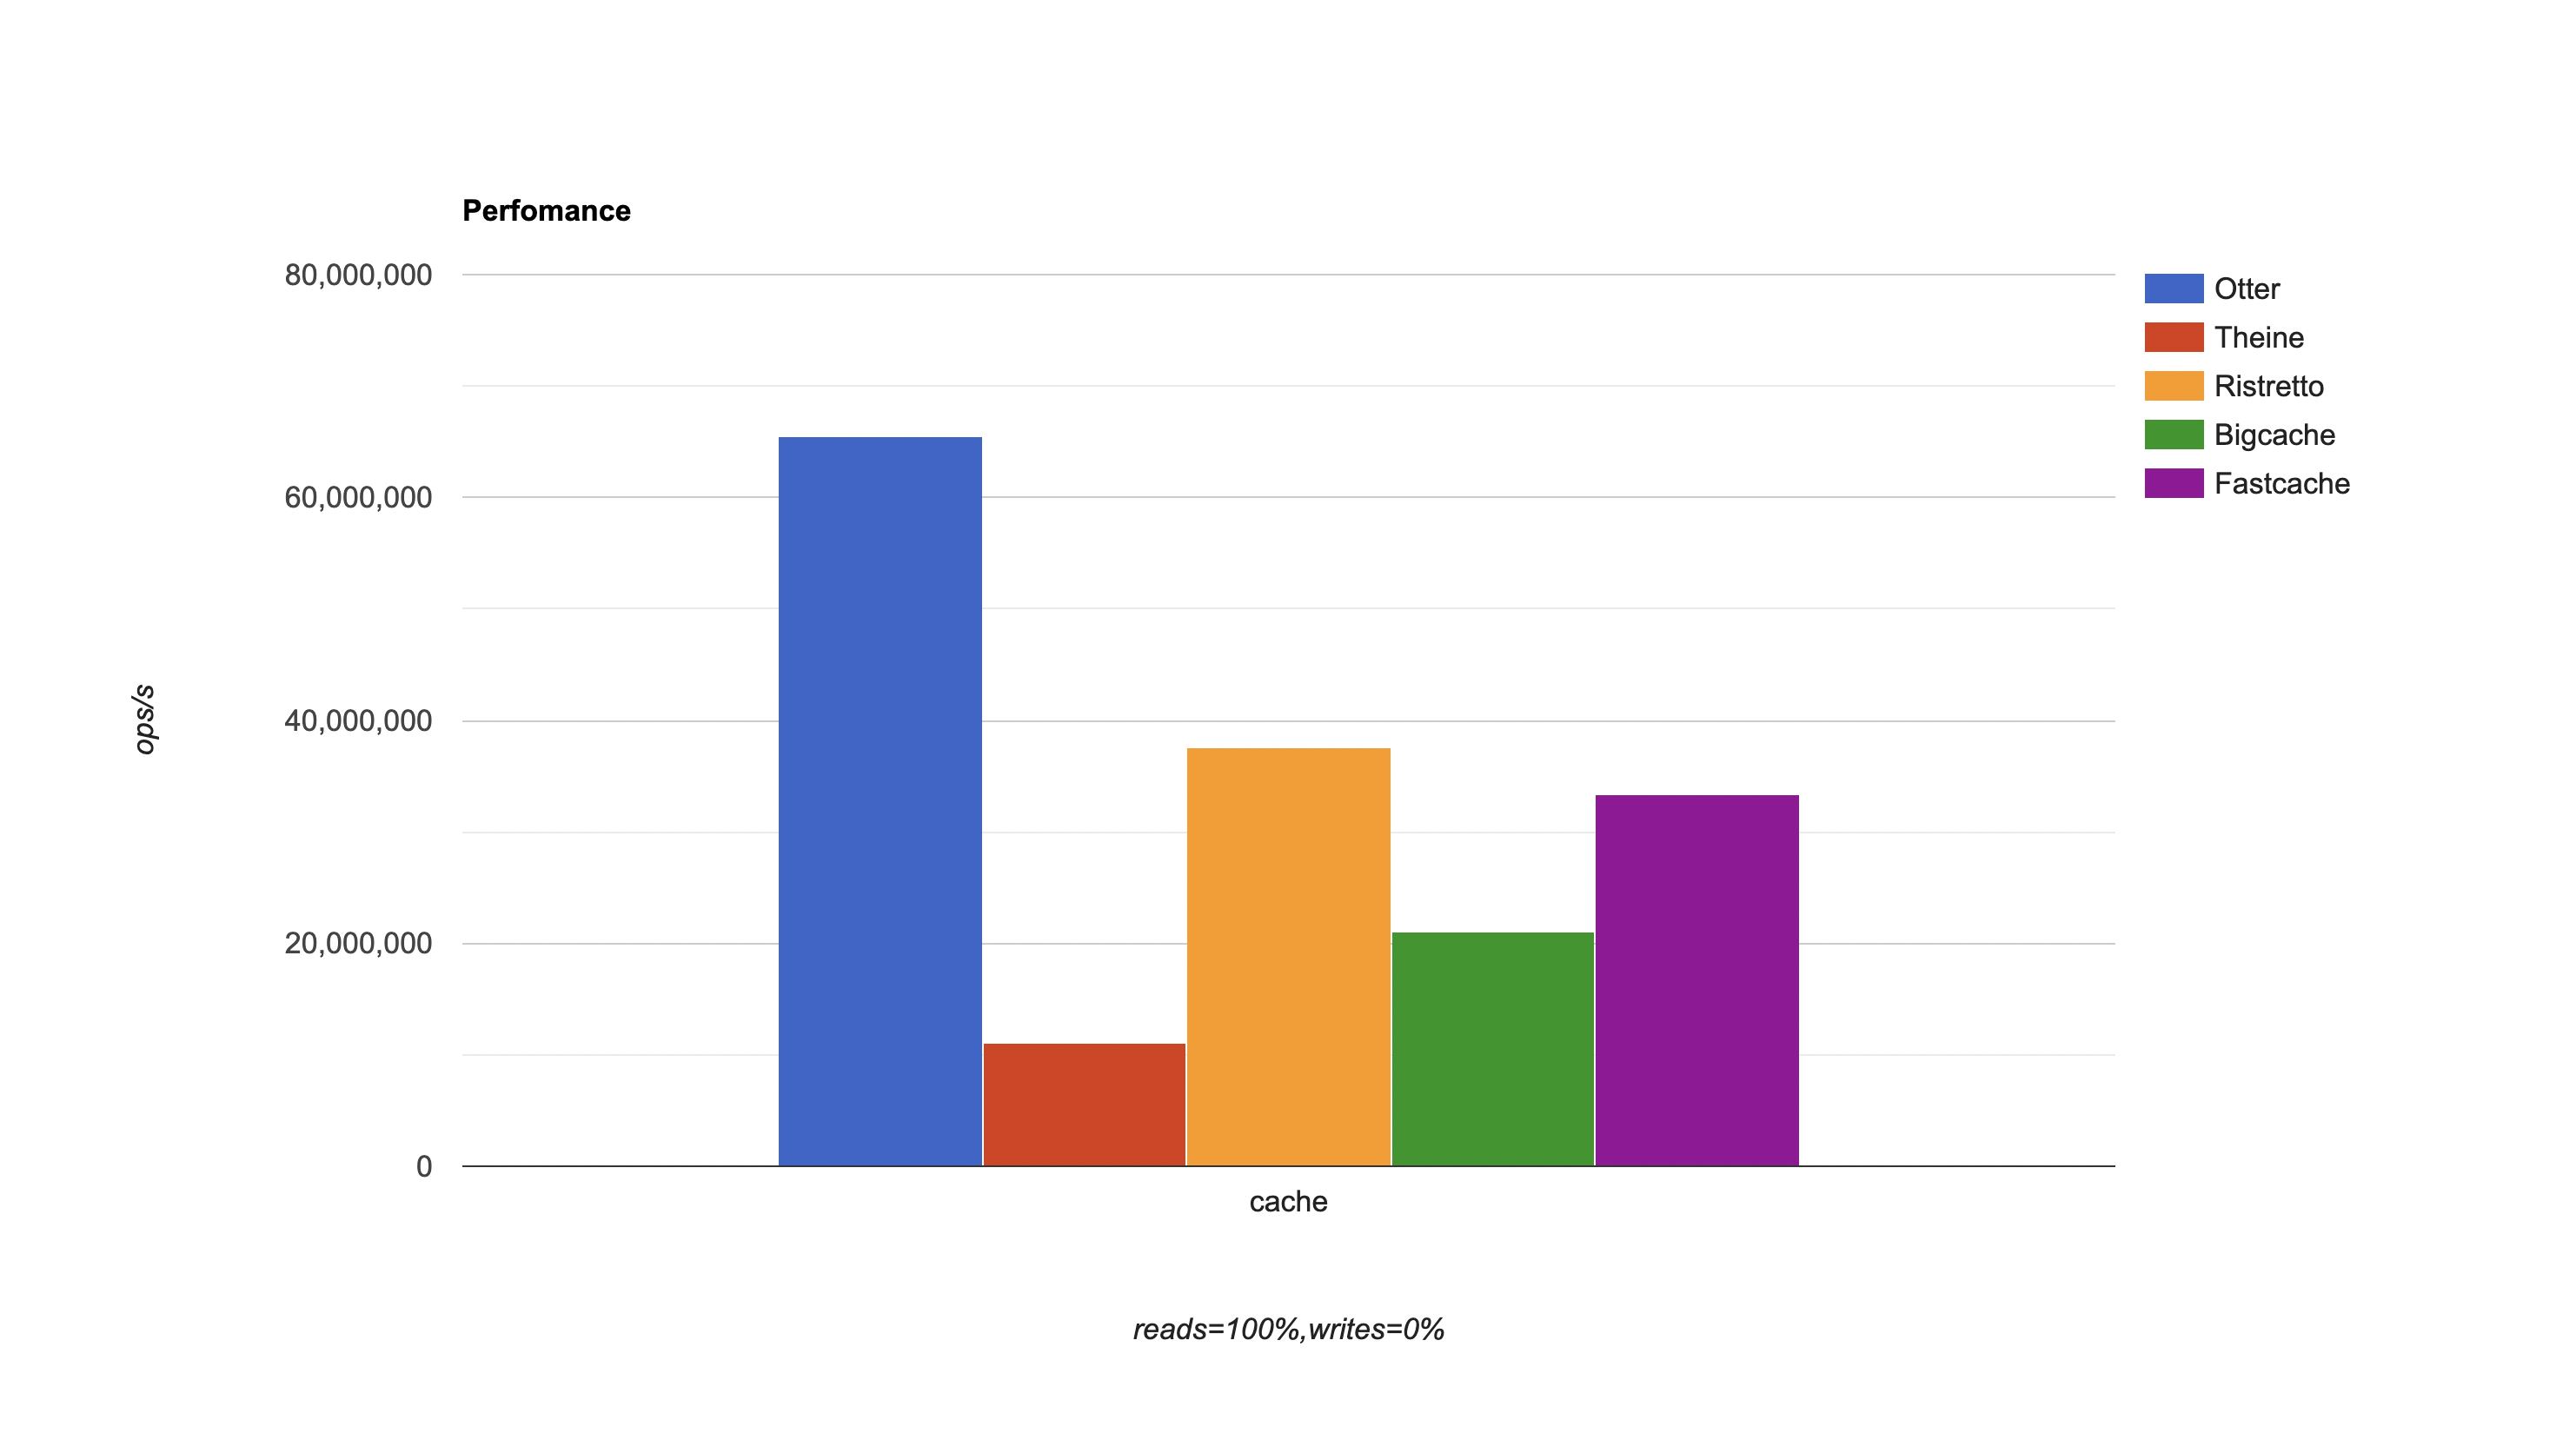 Perfomance
80,000,000
60,000,000
40,000,000
20,000,000
0
ops/s
cache
reads=100%,writes=0%
Otter
Theine
Ristretto
Bigcache
Fastcache